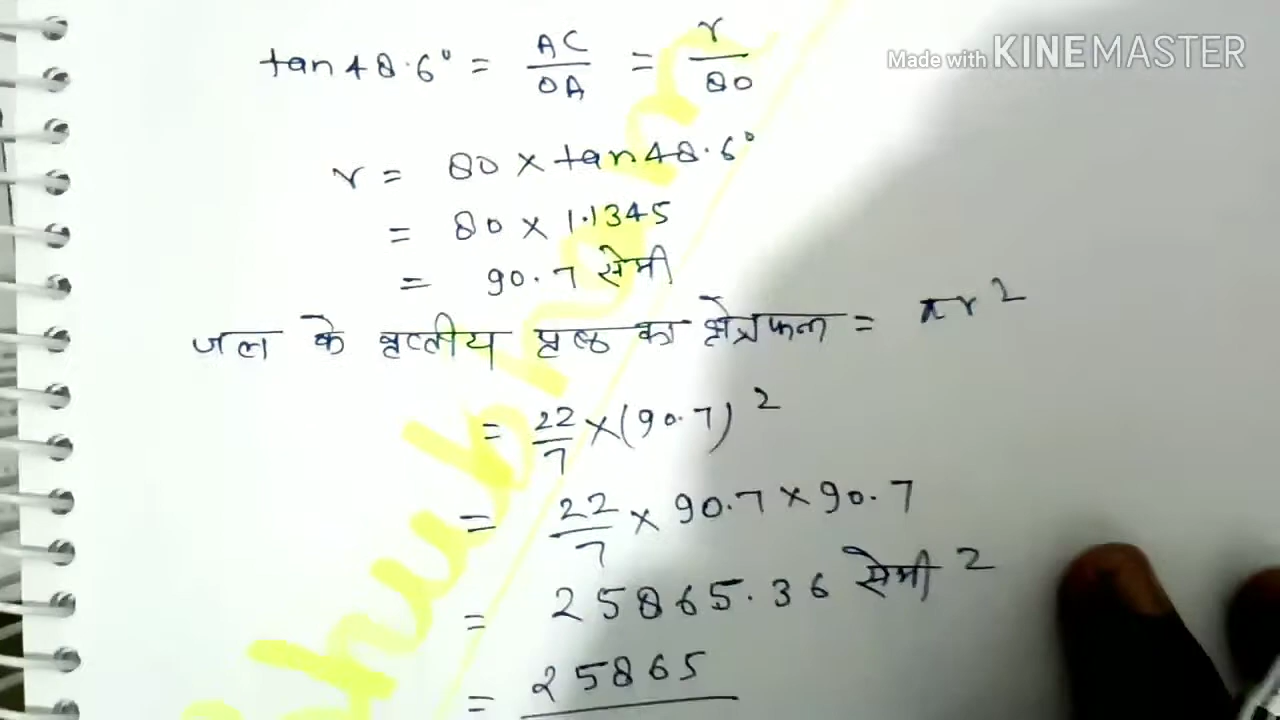 Made with KINEMASTER
tan 48.6° = AC/OA = r/80
r = 80 × tan 48.6°
= 80 × 1.1345
= 90.7 सेमी
जल के वृत्तीय पृष्ठ का क्षेत्रफल = πr²
= 22/7 × (90.7)²
= 22/7 × 90.7 × 90.7
= 25865.36 सेमी²
= 25865